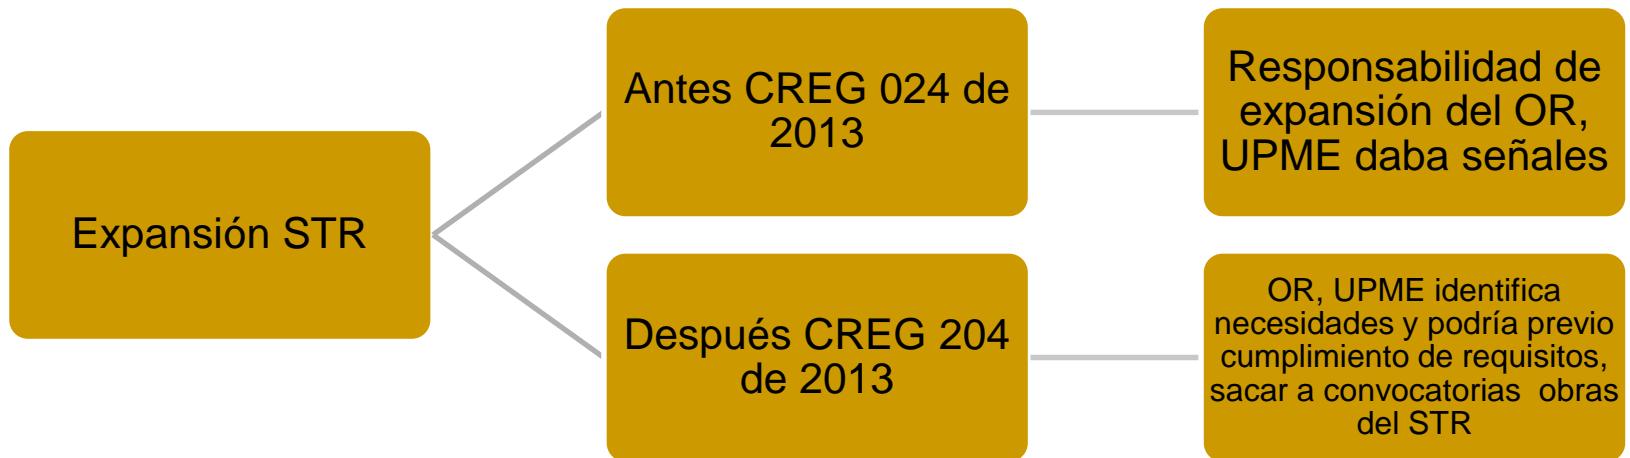 Expansión STR
Antes CREG 024 de
2013
Responsabilidad de
expansión del OR,
UPME daba señales
Después CREG 204
de 2013
OR, UPME identifica
necesidades y podría previo
cumplimiento de requisitos,
sacar a convocatorias obras
del STR